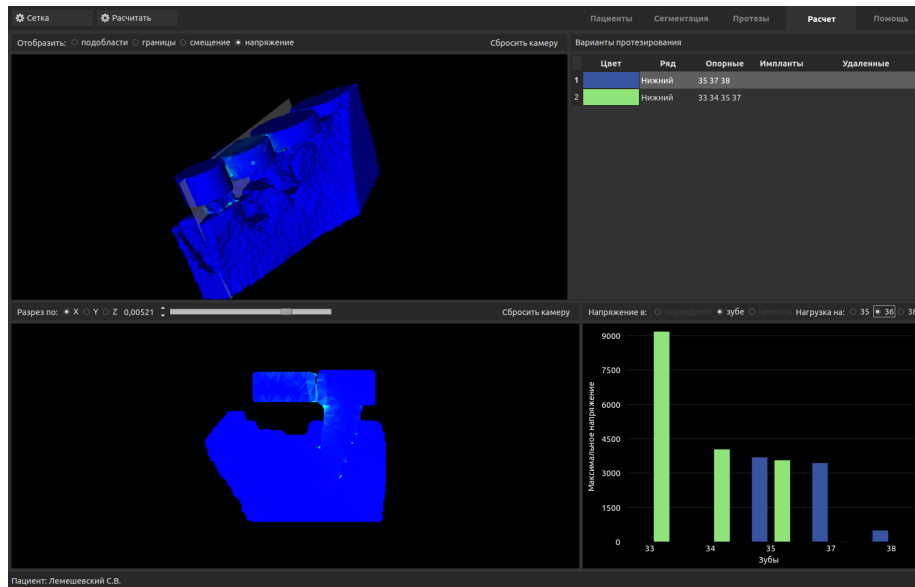 Сетка Расчитать Пациенты Сегментация Протезы Расчет Помощь
Отобразить: подобласти границы смещение напряжение Сбросить камеру Варианты протезирования
Цвет Ряд Опорные Импланты Удаленные
1 Нижний 35 37 38
2 Нижний 33 34 35 37
Разрез по: X Y Z 0,00521 Сбросить камеру Напряжение в: периодонте зубе челюсти Нагрузка на: 35 36 38
9000
7500
6000
4500
3000
1500
0
Максимальное напряжение
33 34 35 37 38
Зубы
Пациент: Лемешевский С.В.